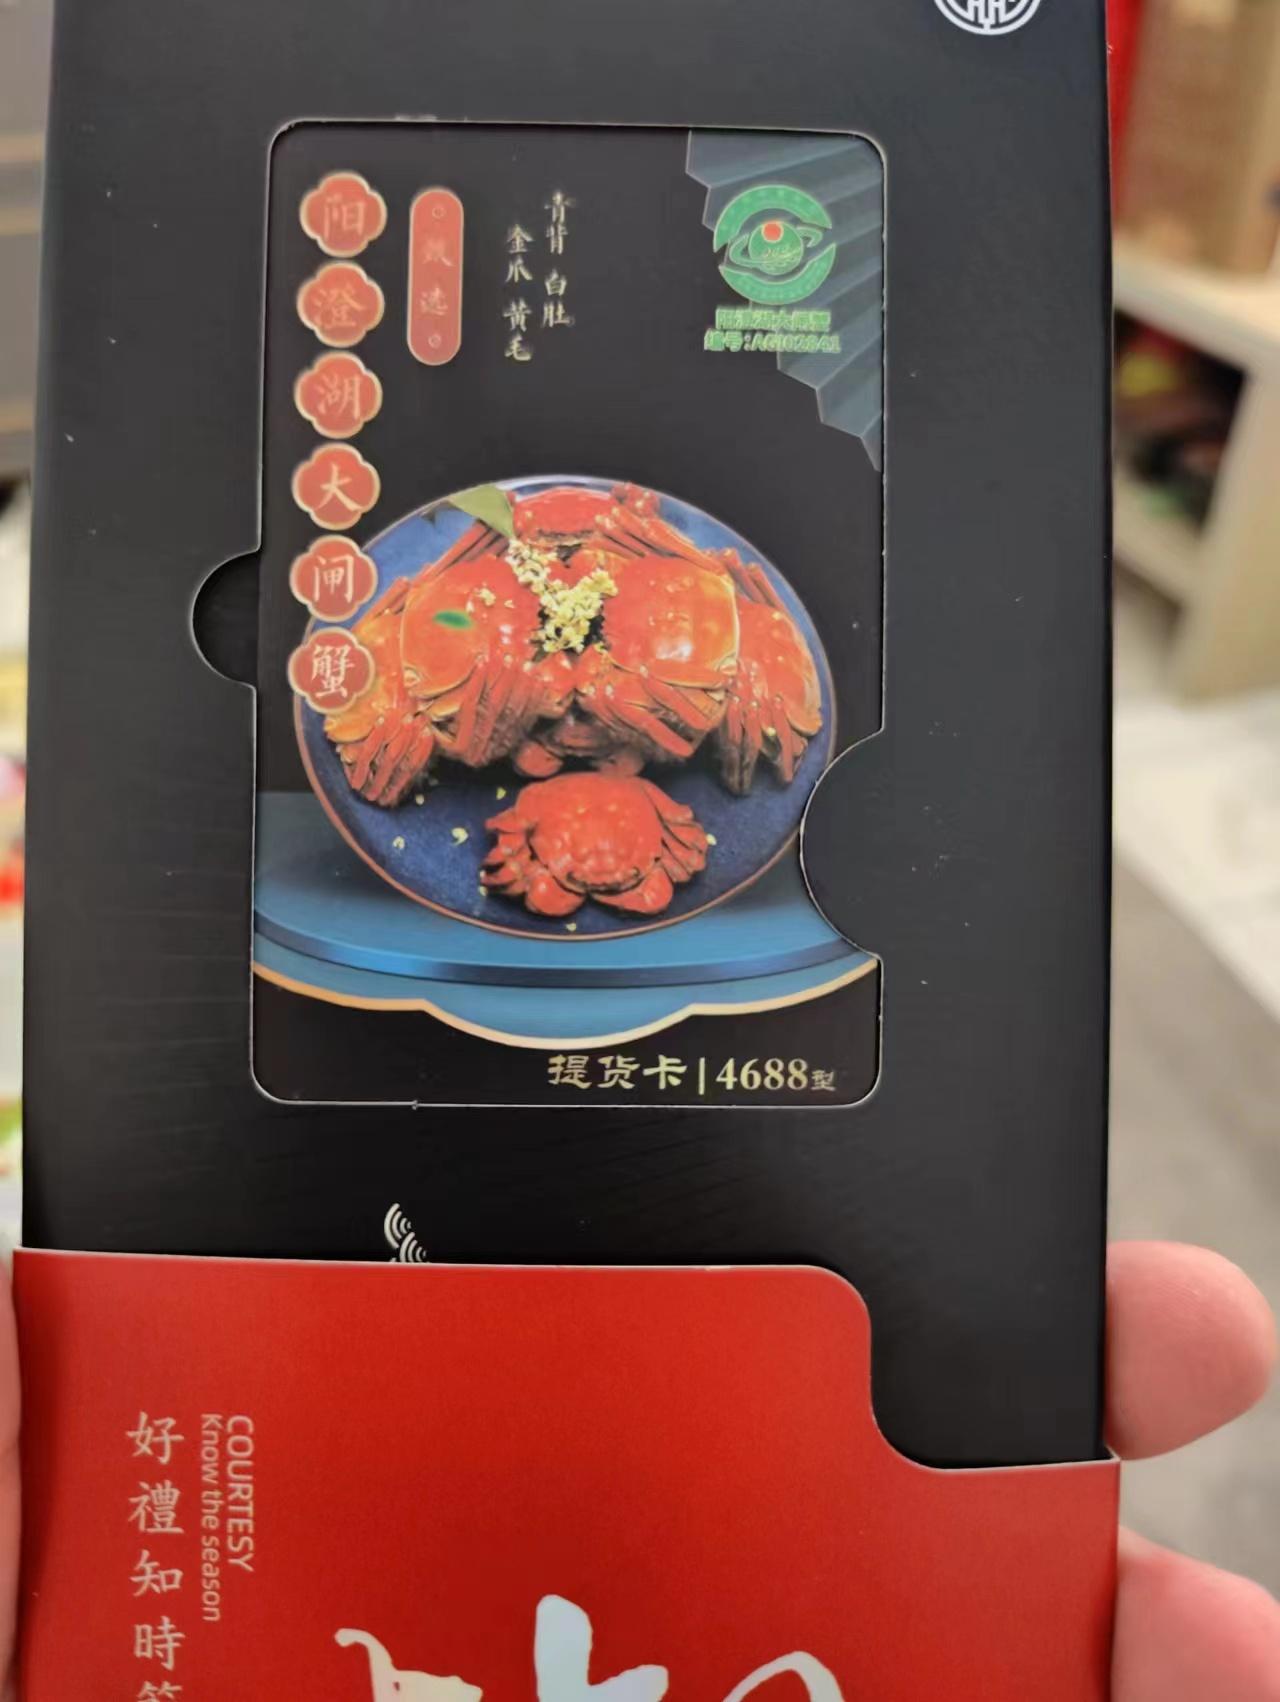 阳澄湖大闸蟹
甄选
青背 白肚
金爪 黄毛
阳澄湖大闸蟹
编号:AGI02841
提货卡|4688型
COURTESY
Know the season
好禮知時節